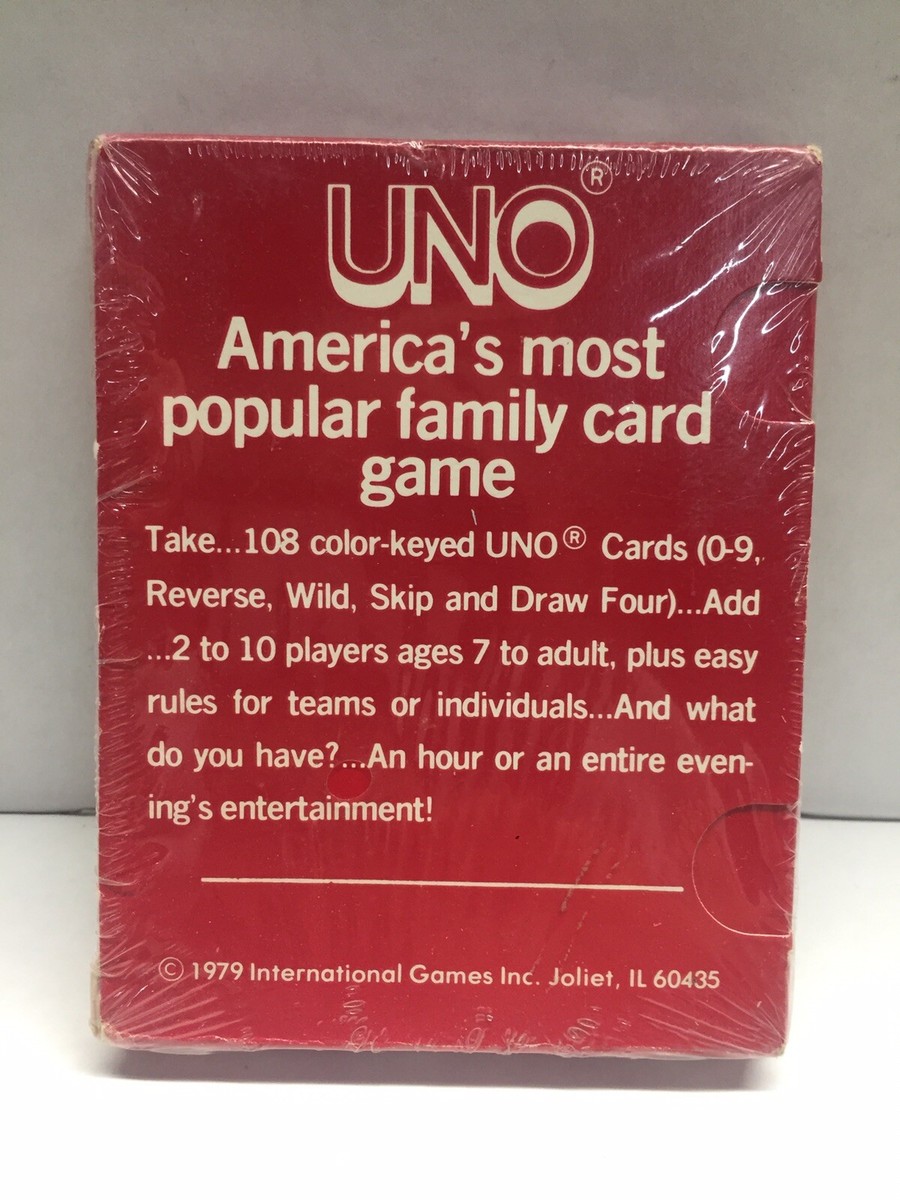 UNO®
America's most
popular family card
game
Take...108 color-keyed UNO® Cards (0-9,
Reverse, Wild, Skip and Draw Four)...Add
...2 to 10 players ages 7 to adult, plus easy
rules for teams or individuals...And what
do you have?...An hour or an entire even-
ing's entertainment!
© 1979 International Games Inc. Joliet, IL 60435